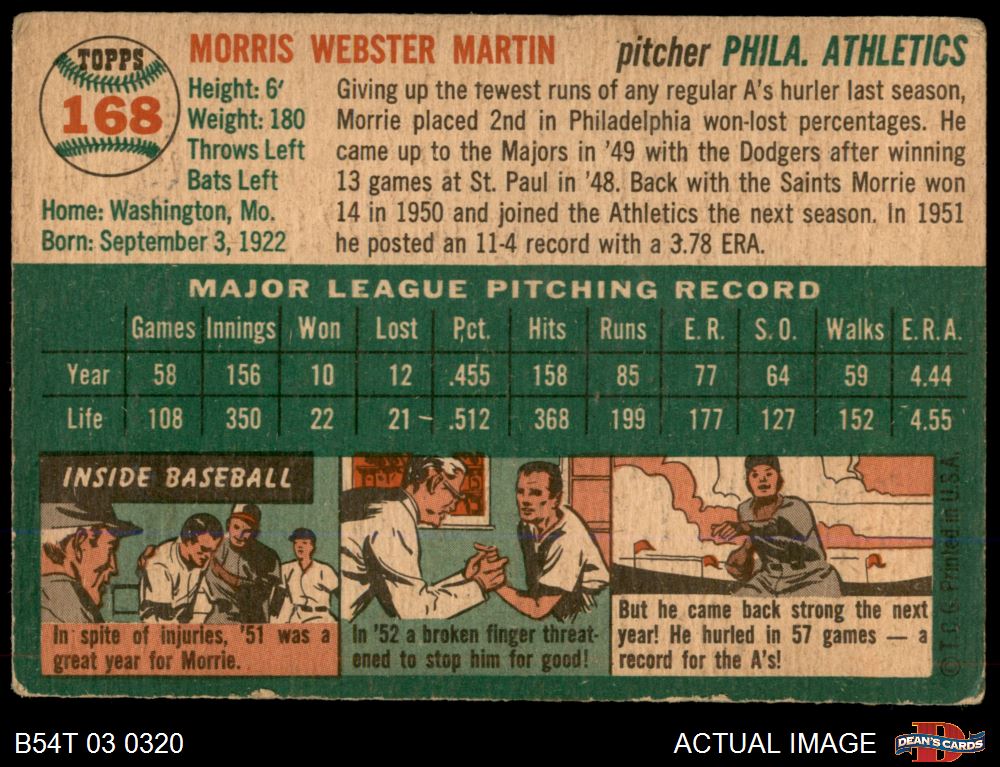 TOPPS
168
MORRIS WEBSTER MARTIN
pitcher PHILA. ATHLETICS
Height: 6'
Weight: 180
Throws Left
Bats Left
Home: Washington, Mo.
Born: September 3, 1922
Giving up the fewest runs of any regular A's hurler last season,
Morrie placed 2nd in Philadelphia won-lost percentages. He
came up to the Majors in '49 with the Dodgers after winning
13 games at St. Paul in '48. Back with the Saints Morrie won
14 in 1950 and joined the Athletics the next season. In 1951
he posted an 11-4 record with a 3.78 ERA.
MAJOR LEAGUE PITCHING RECORD
Games Innings Won Lost Pct. Hits Runs E.R. S.O. Walks E.R.A.
Year 58 156 10 12 .455 158 85 77 64 59 4.44
Life 108 350 22 21 .512 368 199 177 127 152 4.55
INSIDE BASEBALL
In spite of injuries, '51 was a
great year for Morrie.
In '52 a broken finger threat-
ened to stop him for good!
But he came back strong the next
year! He hurled in 57 games — a
record for the A's!
© T.C.G. Printed in U.S.A.
B54T 03 0320
ACTUAL IMAGE
D
DEAN'S CARDS